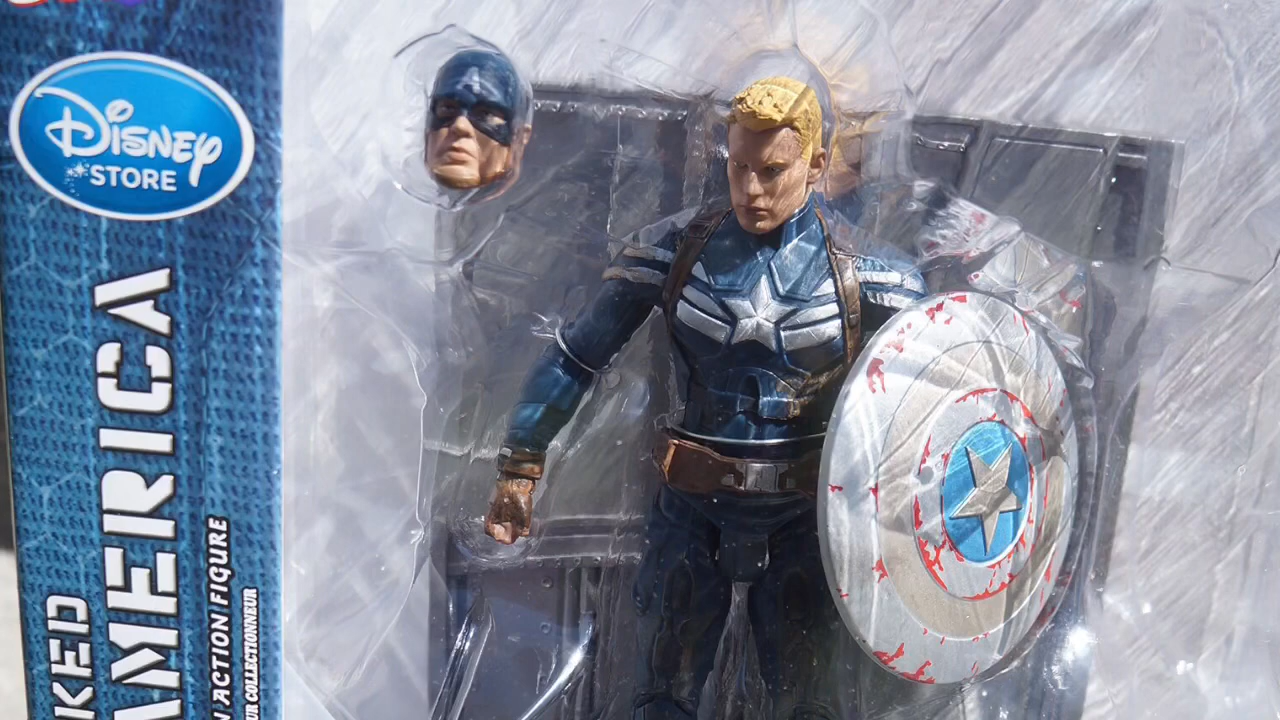 Disney
STORE
KED
AMERICA
N ACTION FIGURE
UR COLLECTIONNEUR
A